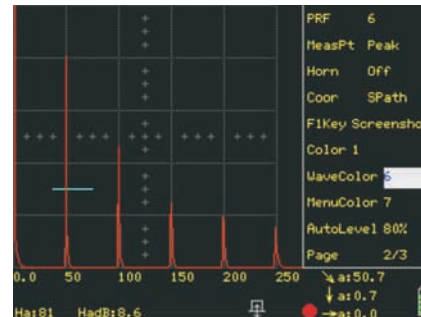 PRF 6
MeasPt Peak
Horn Off
Coor SPath
F1Key Screensho
Color 1
WaveColor 6
MenuColor 7
AutoLevel 80%
Page 2/3
0.0 50 100 150 200 250
a:50.7
a:0.7
a:0.0
Ha:81 HadB:8.6